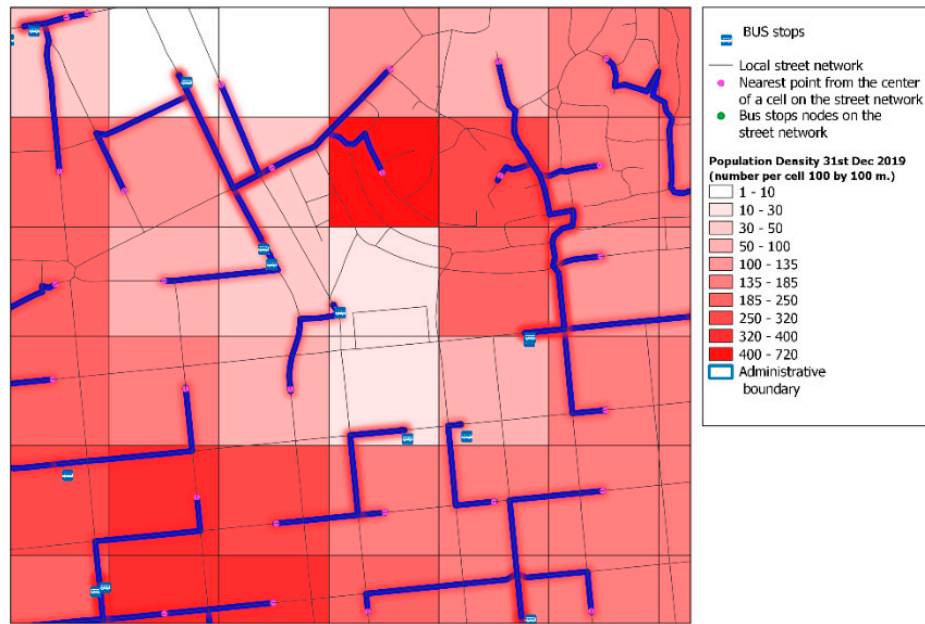 BUS stops
Local street network
Nearest point from the center
of a cell on the street network
Bus stops nodes on the
street network
Population Density 31st Dec 2019
(number per cell 100 by 100 m.)
1 - 10
10 - 30
30 - 50
50 - 100
100 - 135
135 - 185
185 - 250
250 - 320
320 - 400
400 - 720
Administrative
boundary